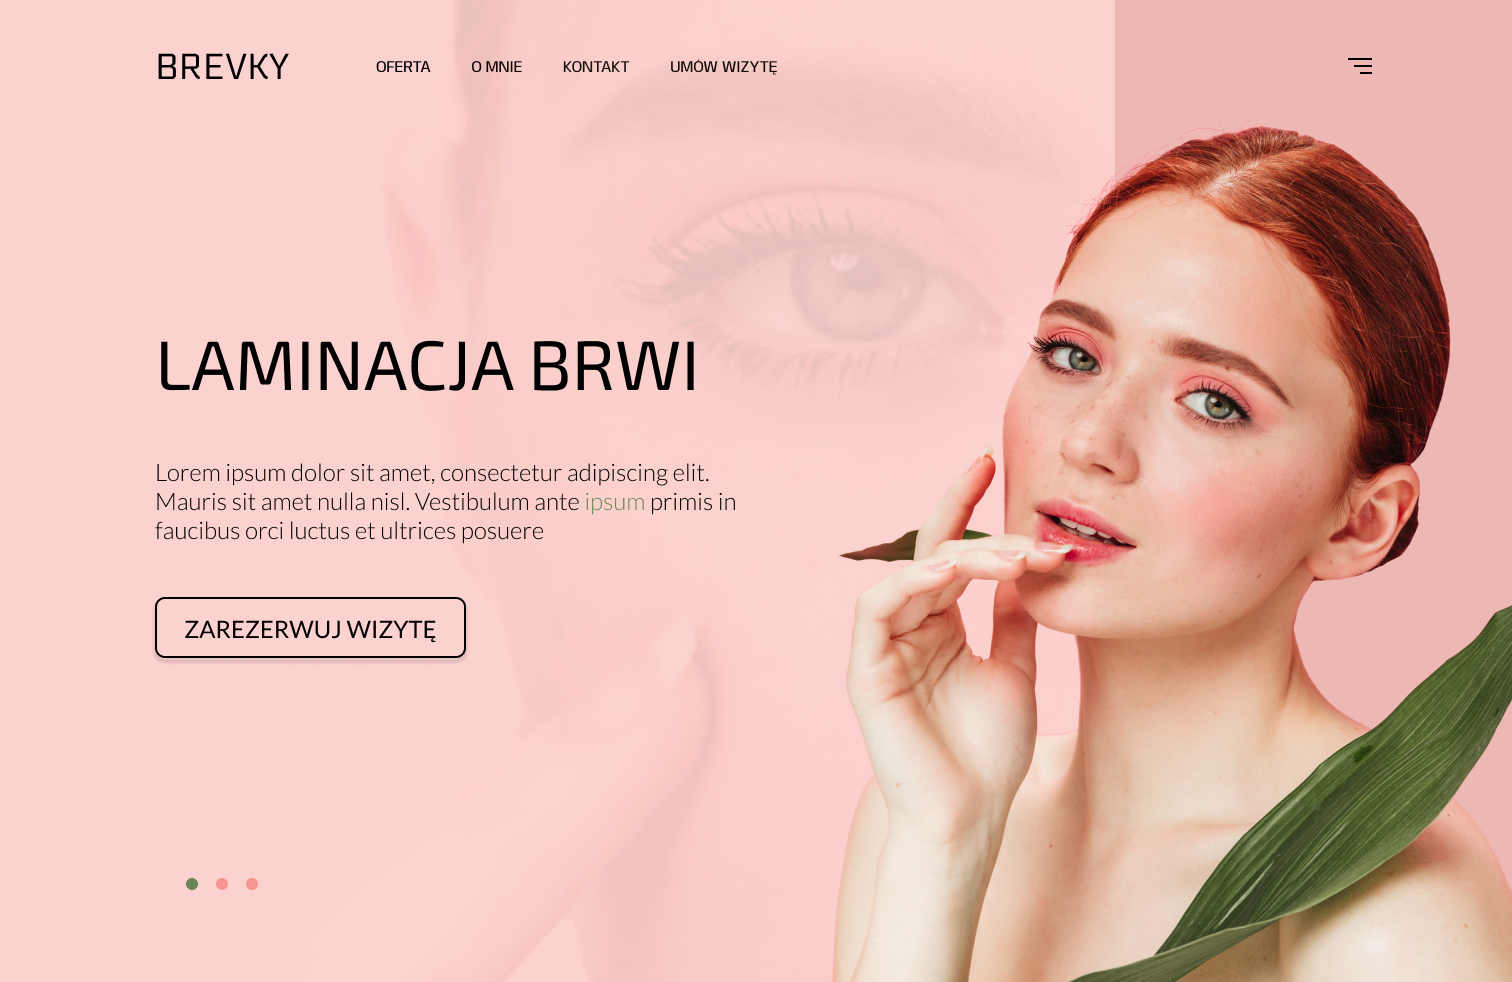 BREVKY
OFERTA
O MNIE
KONTAKT
UMÓW WIZYTĘ
LAMINACJA BRWI
Lorem ipsum dolor sit amet, consectetur adipiscing elit.
Mauris sit amet nulla nisl. Vestibulum ante ipsum primis in
faucibus orci luctus et ultrices posuere
ZAREZERWUJ WIZYTĘ